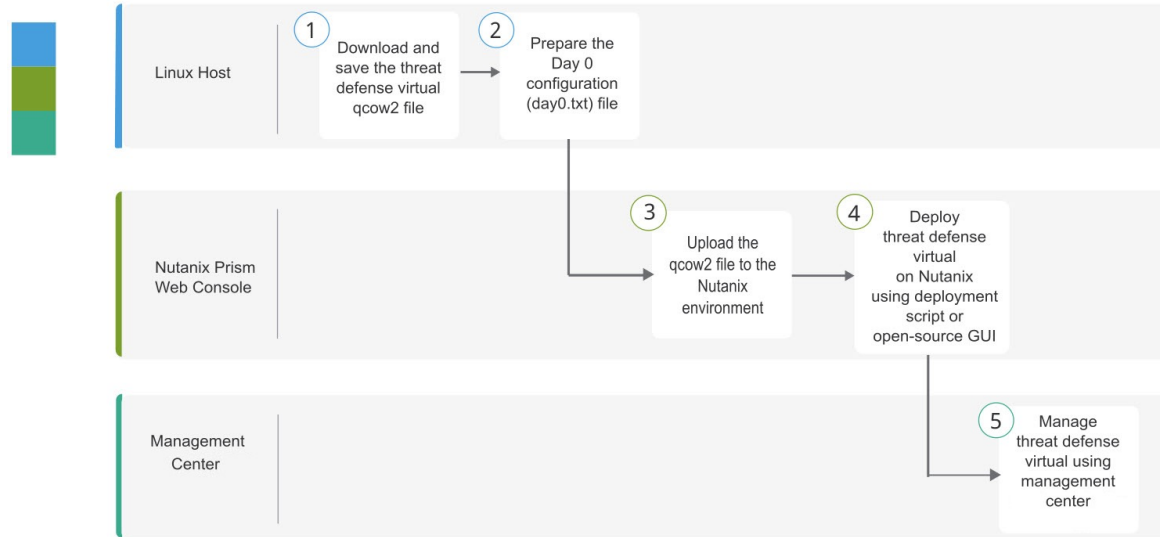 Linux Host
1
Download and
save the threat
defense virtual
qcow2 file
2
Prepare the
Day 0
configuration
(day0.txt) file
Nutanix Prism
Web Console
3
Upload the
qcow2 file to the
Nutanix
environment
4
Deploy
threat defense
virtual
on Nutanix
using deployment
script or
open-source GUI
Management
Center
5
Manage
threat defense
virtual using
management
center